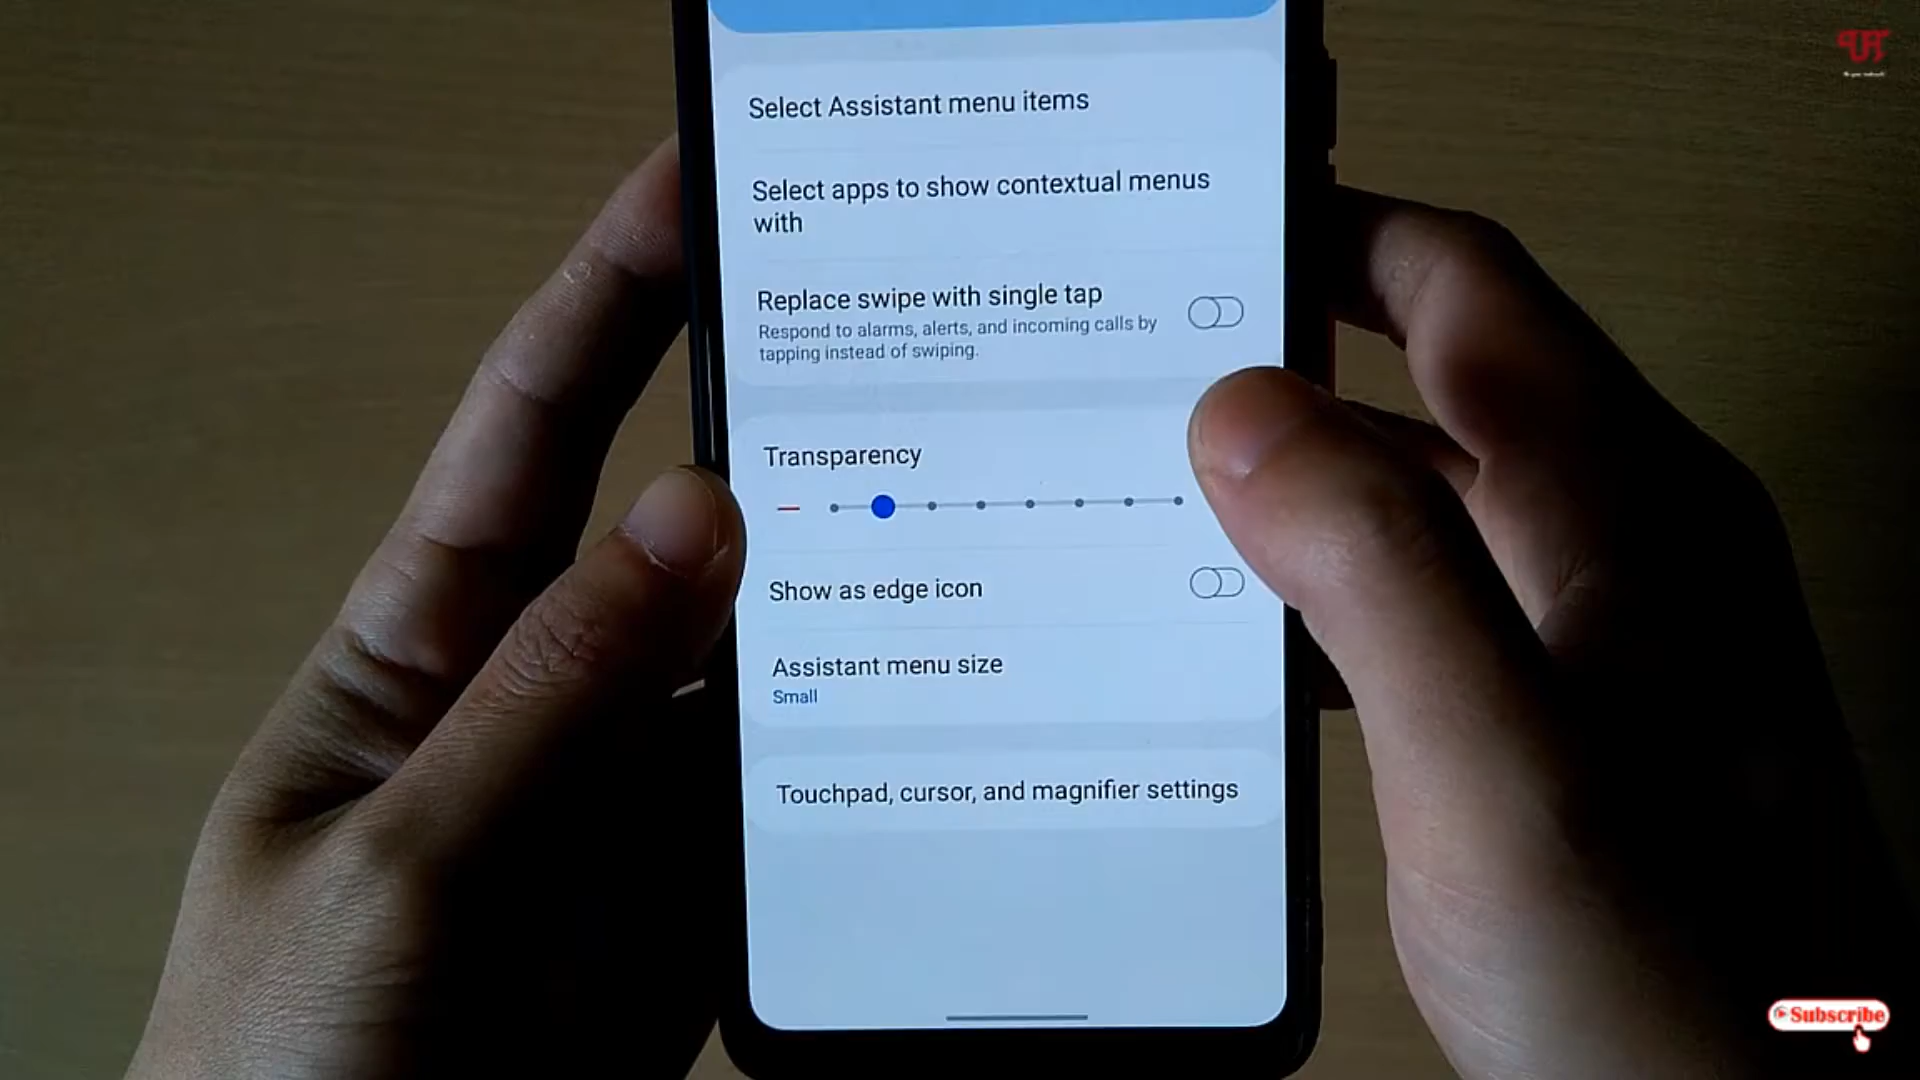 Select Assistant menu items
Select apps to show contextual menus
with
Replace swipe with single tap
Respond to alarms, alerts, and incoming calls by
tapping instead of swiping.
Transparency
Show as edge icon
Assistant menu size
Small
Touchpad, cursor, and magnifier settings
Subscribe